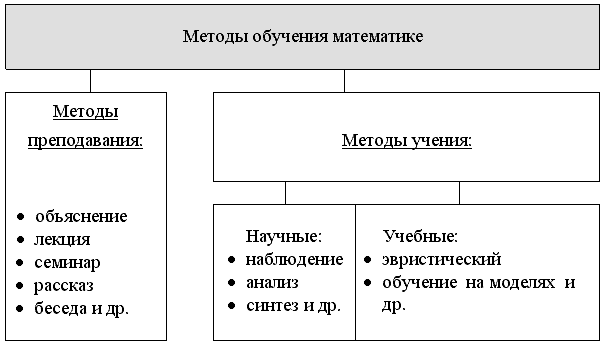 Методы обучения математике
Методы
преподавания:
• объяснение
• лекция
• семинар
• рассказ
• беседа и др.
Методы учения:
Научные:
• наблюдение
• анализ
• синтез и др.
Учебные:
• эвристический
• обучение на моделях и
др.